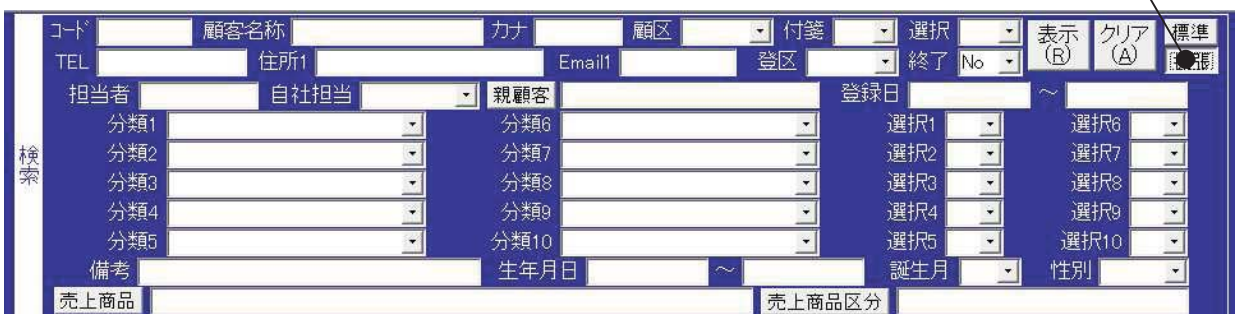 コード 顧客名称 カナ 顧区 付箋 選択 表示(R) クリア(A) 標準
TEL 住所1 Email1 登区 終了 No 拡張
担当者 自社担当 親顧客 登録日 ～
分類1 分類6 選択1 選択6
検索 分類2 分類7 選択2 選択7
分類3 分類8 選択3 選択8
分類4 分類9 選択4 選択9
分類5 分類10 選択5 選択10
備考 生年月日 ～ 誕生月 性別
売上商品 売上商品区分